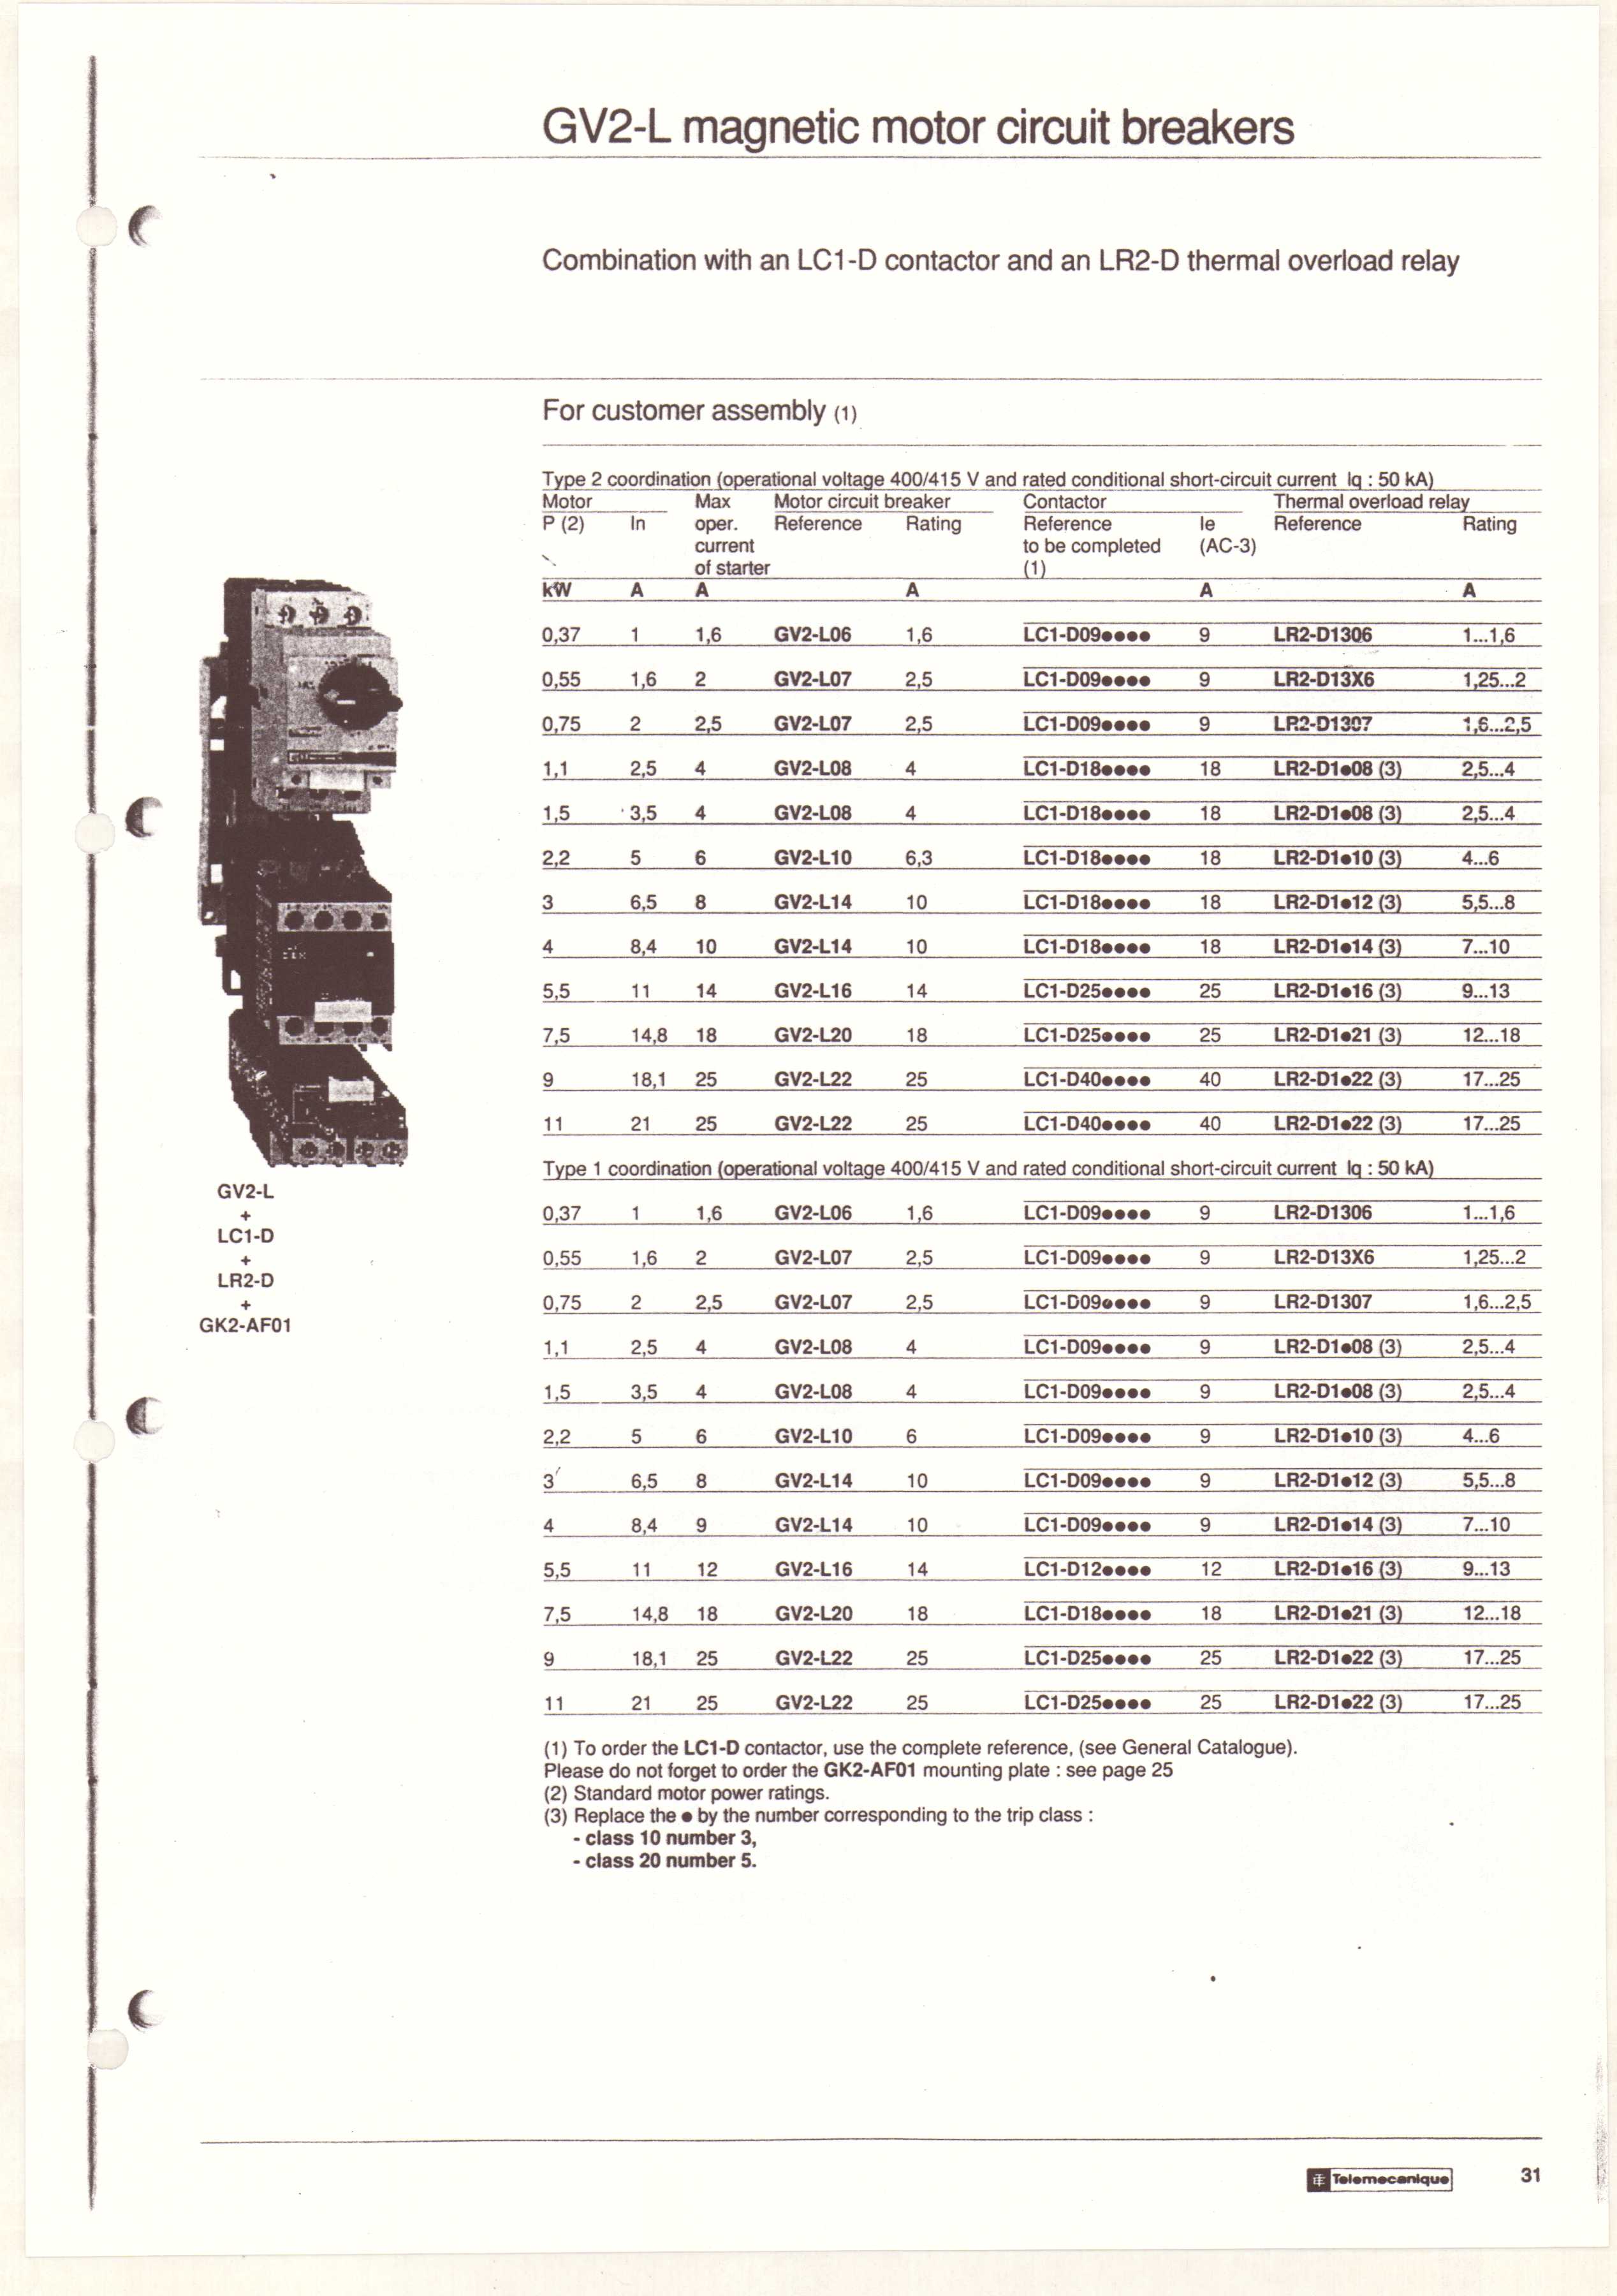 GV2-L magnetic motor circuit breakers
Combination with an LC1-D contactor and an LR2-D thermal overload relay
For customer assembly (1)
Type 2 coordination (operational voltage 400/415 V and rated conditional short-circuit current Iq : 50 kA)
Motor Max Motor circuit breaker Contactor Thermal overload relay
P (2) In oper. Reference Rating Reference Ie Reference Rating
current to be completed (AC-3)
of starter (1)
kW A A A A A
0,37 1 1,6 GV2-L06 1,6 LC1-D09●●●● 9 LR2-D1306 1...1,6
0,55 1,6 2 GV2-L07 2,5 LC1-D09●●●● 9 LR2-D13X6 1,25...2
0,75 2 2,5 GV2-L07 2,5 LC1-D09●●●● 9 LR2-D1307 1,6...2,5
1,1 2,5 4 GV2-L08 4 LC1-D18●●●● 18 LR2-D1●08 (3) 2,5...4
1,5 3,5 4 GV2-L08 4 LC1-D18●●●● 18 LR2-D1●08 (3) 2,5...4
2,2 5 6 GV2-L10 6,3 LC1-D18●●●● 18 LR2-D1●10 (3) 4...6
3 6,5 8 GV2-L14 10 LC1-D18●●●● 18 LR2-D1●12 (3) 5,5...8
4 8,4 10 GV2-L14 10 LC1-D18●●●● 18 LR2-D1●14 (3) 7...10
5,5 11 14 GV2-L16 14 LC1-D25●●●● 25 LR2-D1●16 (3) 9...13
7,5 14,8 18 GV2-L20 18 LC1-D25●●●● 25 LR2-D1●21 (3) 12...18
9 18,1 25 GV2-L22 25 LC1-D40●●●● 40 LR2-D1●22 (3) 17...25
11 21 25 GV2-L22 25 LC1-D40●●●● 40 LR2-D1●22 (3) 17...25
Type 1 coordination (operational voltage 400/415 V and rated conditional short-circuit current Iq : 50 kA)
0,37 1 1,6 GV2-L06 1,6 LC1-D09●●●● 9 LR2-D1306 1...1,6
0,55 1,6 2 GV2-L07 2,5 LC1-D09●●●● 9 LR2-D13X6 1,25...2
0,75 2 2,5 GV2-L07 2,5 LC1-D09●●●● 9 LR2-D1307 1,6...2,5
1,1 2,5 4 GV2-L08 4 LC1-D09●●●● 9 LR2-D1●08 (3) 2,5...4
1,5 3,5 4 GV2-L08 4 LC1-D09●●●● 9 LR2-D1●08 (3) 2,5...4
2,2 5 6 GV2-L10 6 LC1-D09●●●● 9 LR2-D1●10 (3) 4...6
3 6,5 8 GV2-L14 10 LC1-D09●●●● 9 LR2-D1●12 (3) 5,5...8
4 8,4 9 GV2-L14 10 LC1-D09●●●● 9 LR2-D1●14 (3) 7...10
5,5 11 12 GV2-L16 14 LC1-D12●●●● 12 LR2-D1●16 (3) 9...13
7,5 14,8 18 GV2-L20 18 LC1-D18●●●● 18 LR2-D1●21 (3) 12...18
9 18,1 25 GV2-L22 25 LC1-D25●●●● 25 LR2-D1●22 (3) 17...25
11 21 25 GV2-L22 25 LC1-D25●●●● 25 LR2-D1●22 (3) 17...25
GV2-L
+
LC1-D
+
LR2-D
+
GK2-AF01
(1) To order the LC1-D contactor, use the complete reference, (see General Catalogue).
Please do not forget to order the GK2-AF01 mounting plate : see page 25
(2) Standard motor power ratings.
(3) Replace the ● by the number corresponding to the trip class :
- class 10 number 3,
- class 20 number 5.
Telemecanique 31